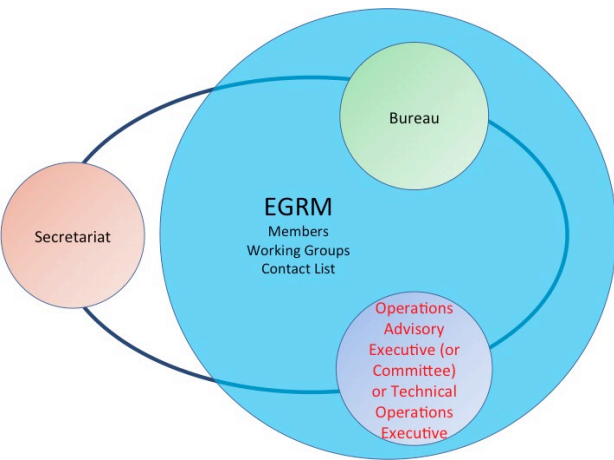 Bureau
Secretariat
EGRM
Members
Working Groups
Contact List
Operations
Advisory
Executive (or
Committee)
or Technical
Operations
Executive